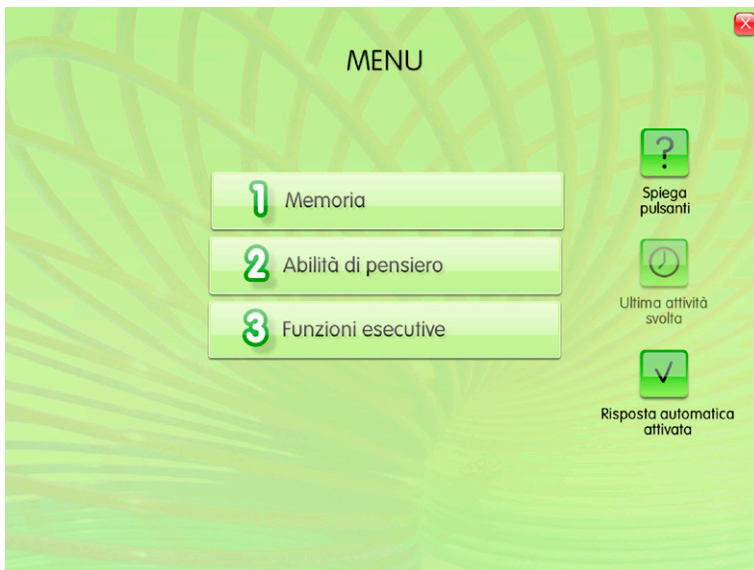 MENU
1 Memoria
2 Abilità di pensiero
3 Funzioni esecutive
?
Spiega
pulsanti
Ultima attività
svolta
Risposta automatica
attivata